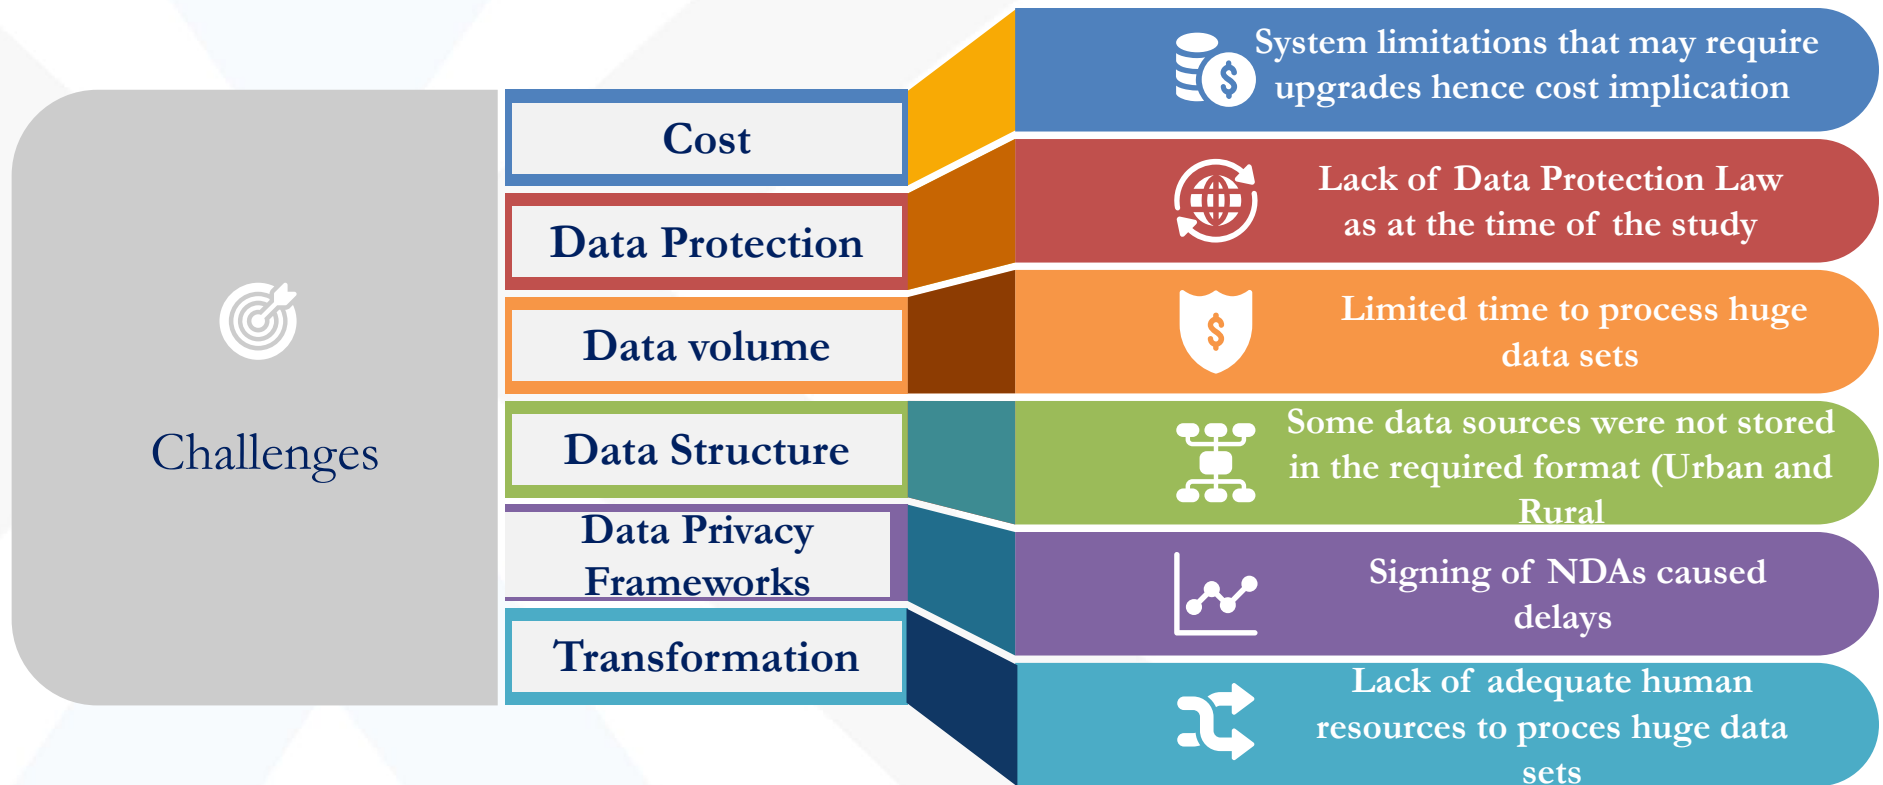 Challenges
Cost
System limitations that may require
upgrades hence cost implication
Data Protection
Lack of Data Protection Law
as at the time of the study
Data volume
Limited time to process huge
data sets
Data Structure
Some data sources were not stored
in the required format (Urban and
Rural
Data Privacy
Frameworks
Signing of NDAs caused
delays
Transformation
Lack of adequate human
resources to proces huge data
sets